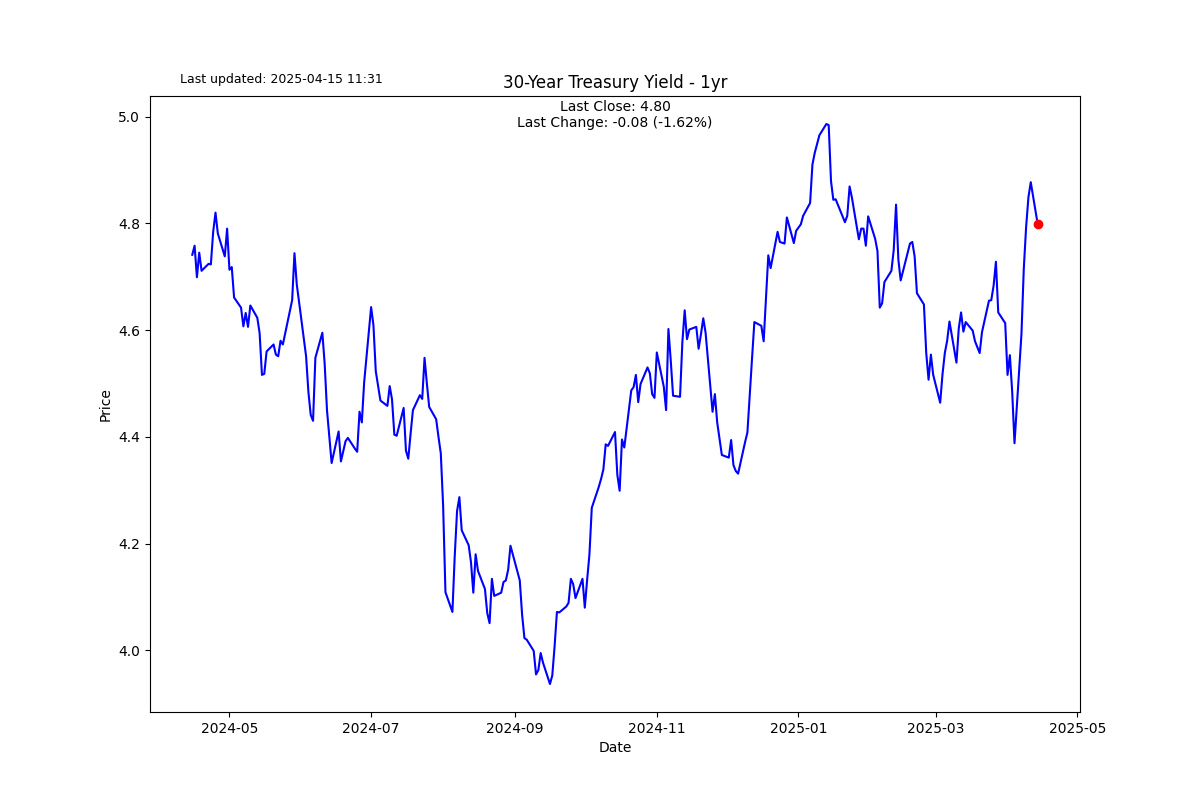 Last updated: 2025-04-15 11:31
30-Year Treasury Yield - 1yr
Last Close: 4.80
Last Change: -0.08 (-1.62%)
5.0
4.8
4.6
4.4
4.2
4.0
Price
2024-05
2024-07
2024-09
2024-11
2025-01
2025-03
2025-05
Date